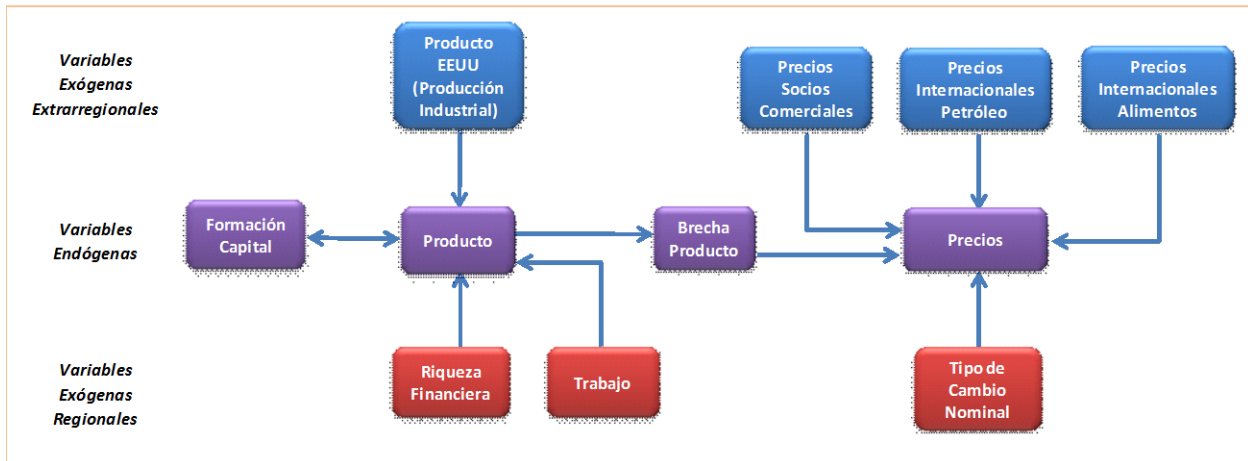 Variables
Exógenas
Extrarregionales
Producto
EEUU
(Producción
Industrial)
Precios
Socios
Comerciales
Precios
Internacionales
Petróleo
Precios
Internacionales
Alimentos
Variables
Endógenas
Formación
Capital
Producto
Brecha
Producto
Precios
Variables
Exógenas
Regionales
Riqueza
Financiera
Trabajo
Tipo de
Cambio
Nominal